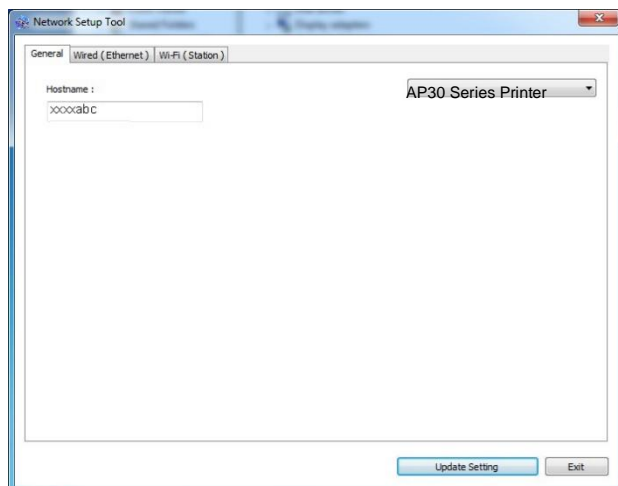 Network Setup Tool
General Wired ( Ethernet ) Wi-Fi ( Station )
Hostname :
AP30 Series Printer
xxxxabc
Update Setting Exit